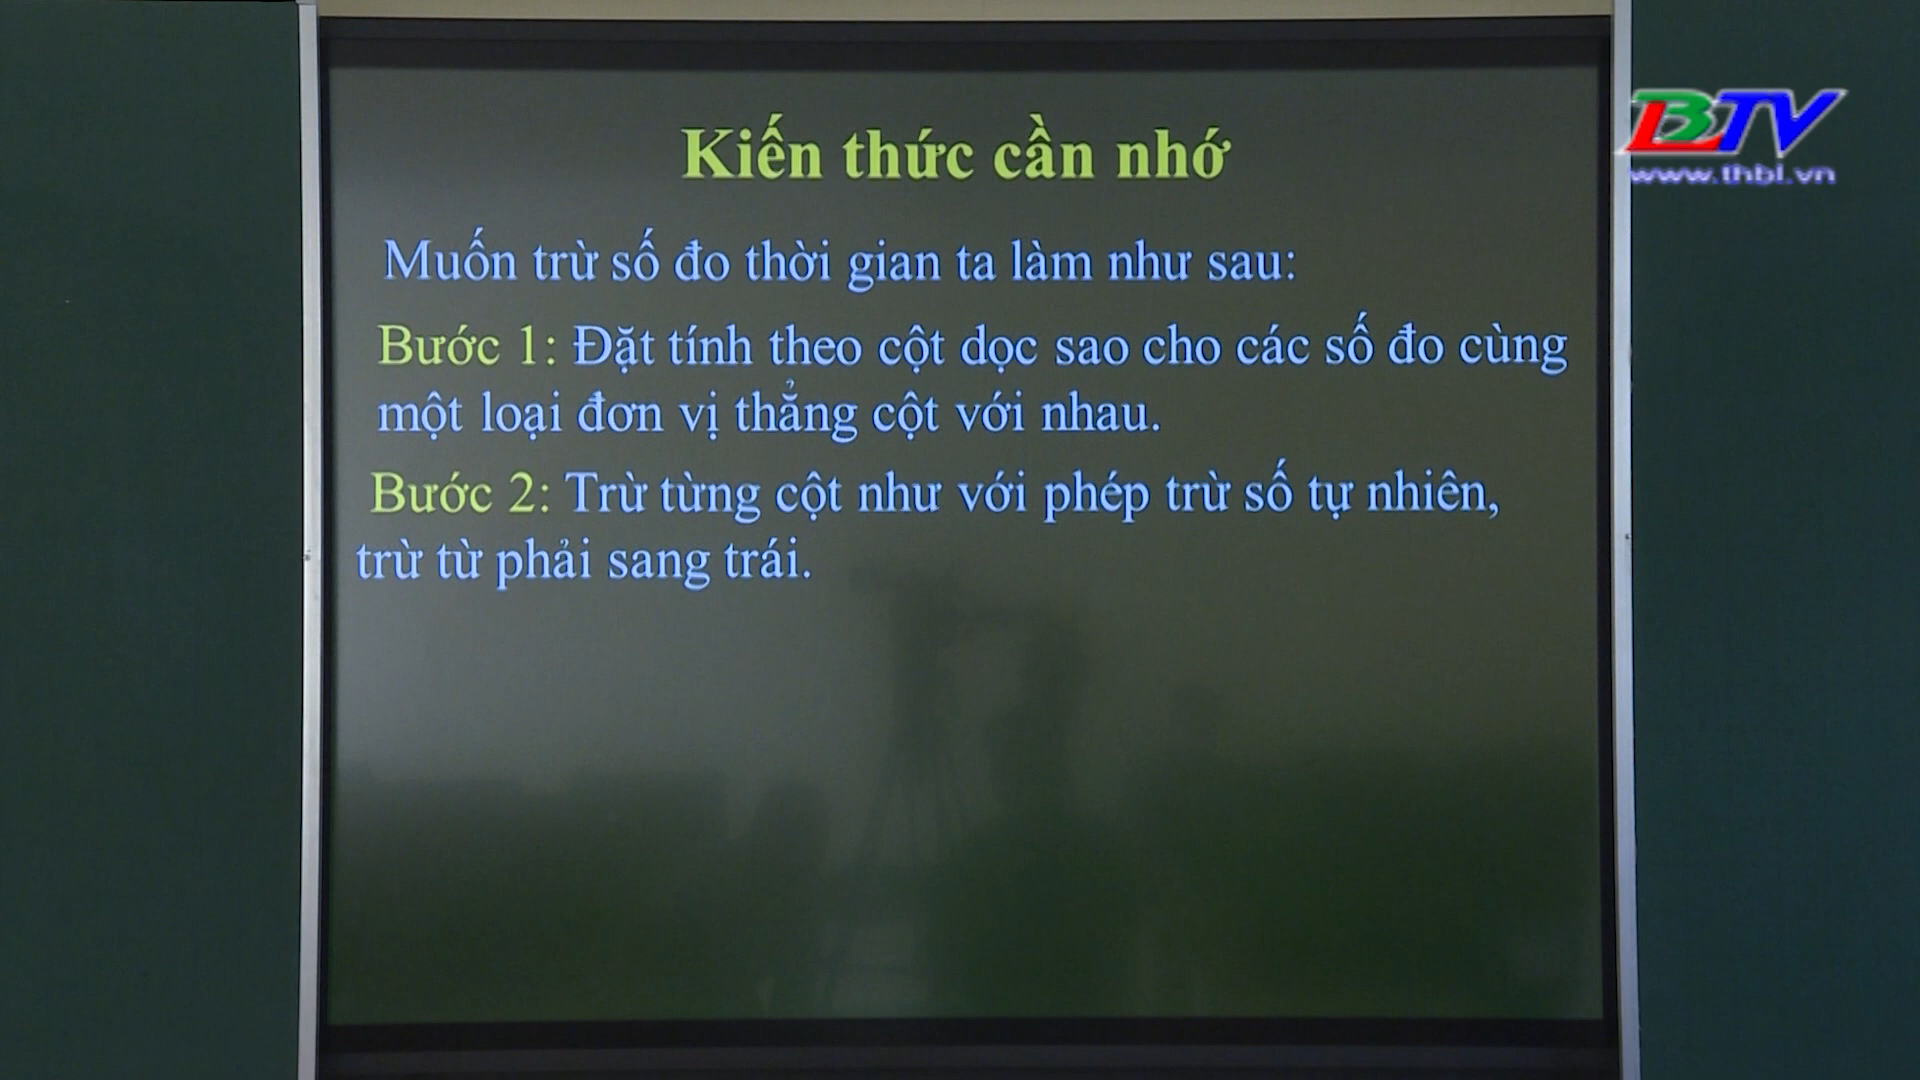 Kiến thức cần nhớ
BTV
www.thbl.vn
Muốn trừ số đo thời gian ta làm như sau:
Bước 1: Đặt tính theo cột dọc sao cho các số đo cùng
một loại đơn vị thẳng cột với nhau.
Bước 2: Trừ từng cột như với phép trừ số tự nhiên,
trừ từ phải sang trái.